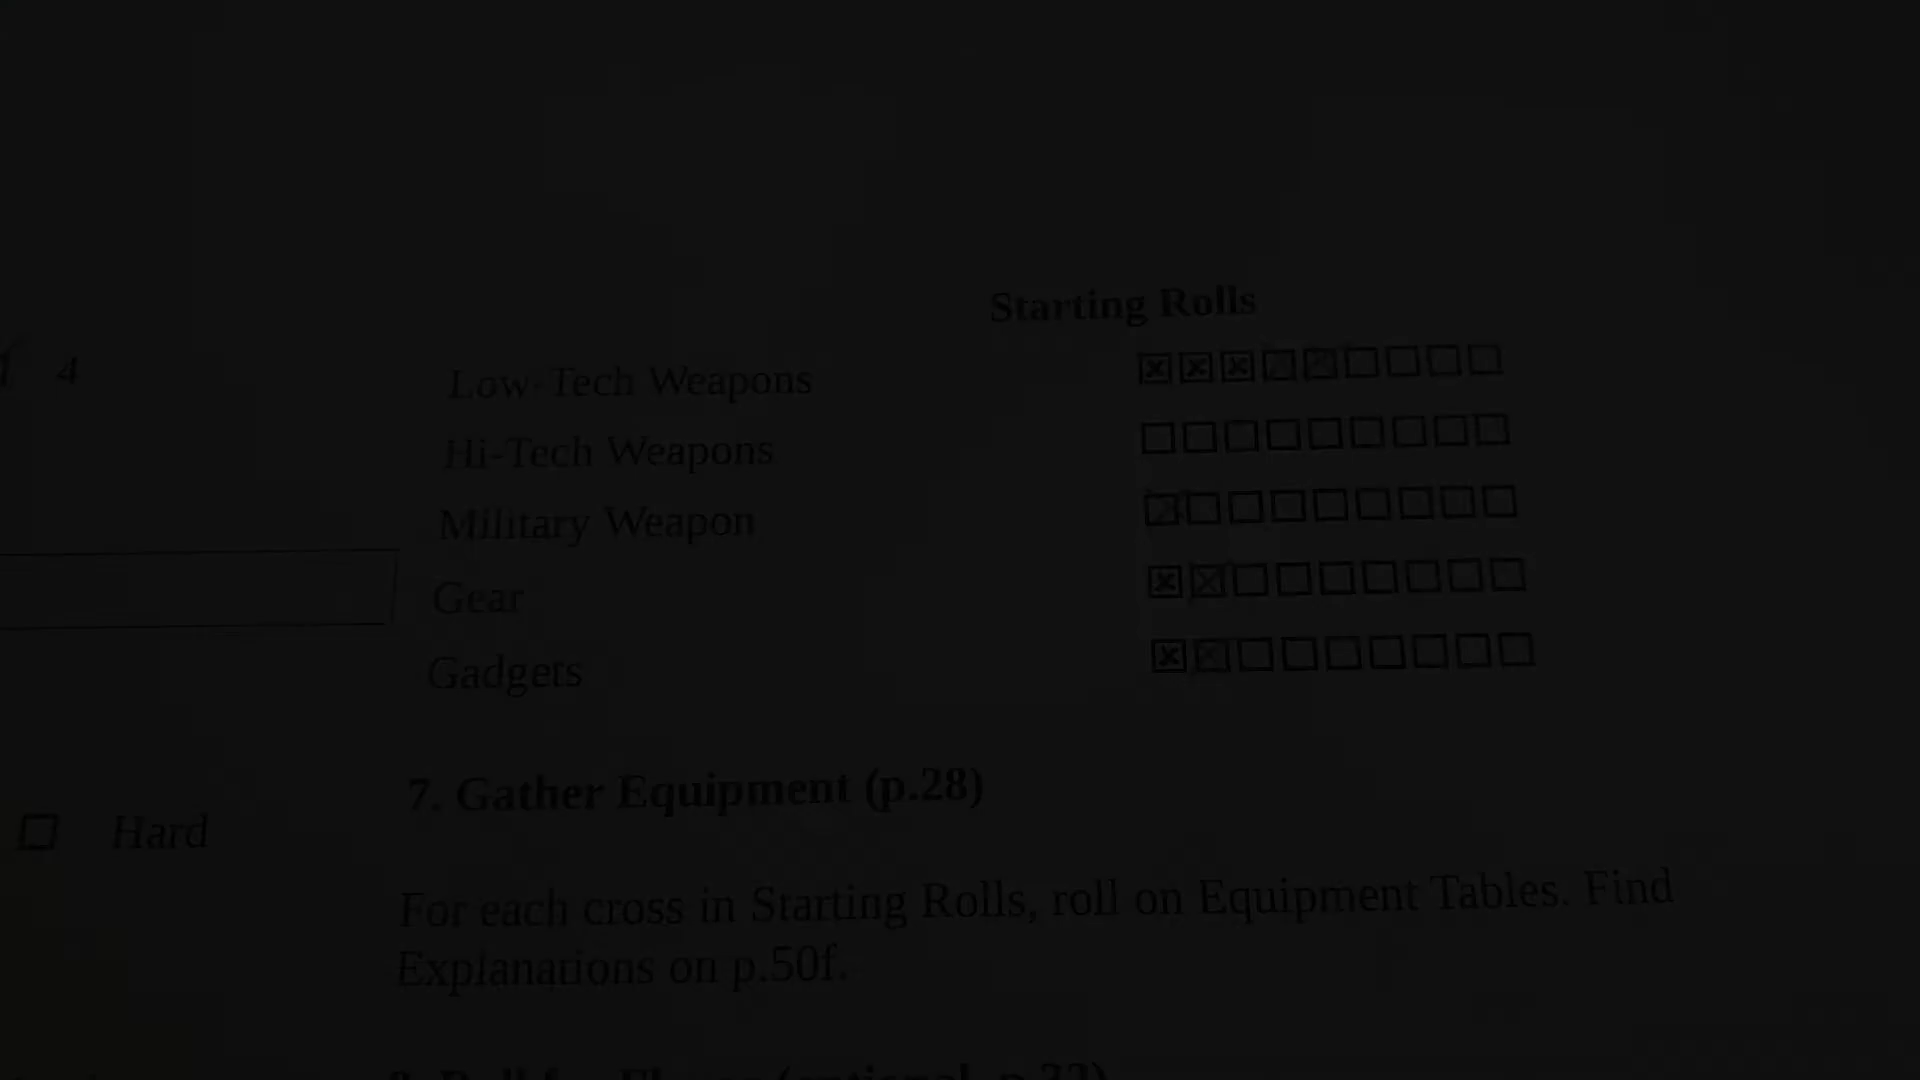 Starting Rolls
4 Low-Tech Weapons ☒☒☒☒☒☐☐☐☐
Hi-Tech Weapons ☐☐☐☐☐☐☐☐☐
Military Weapon ☒☐☐☐☐☐☐☐☐
Gear ☒☒☐☐☐☐☐☐☐
Gadgets ☒☒☐☐☐☐☐☐☐
7. Gather Equipment (p.28)
☐ Hard
For each cross in Starting Rolls, roll on Equipment Tables. Find
Explanations on p.50f.